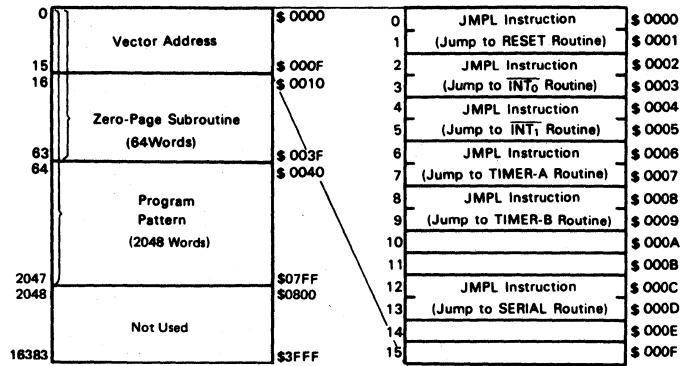 0
Vector Address
$ 0000
15
$ 000F
16
$ 0010
Zero-Page Subroutine
(64Words)
63
$ 003F
64
$ 0040
Program
Pattern
(2048 Words)
2047
$07FF
2048
$0800
Not Used
16383
$3FFF
0 JMPL Instruction $ 0000
1 (Jump to RESET Routine) $ 0001
2 JMPL Instruction $ 0002
3 (Jump to INT0 Routine) $ 0003
4 JMPL Instruction $ 0004
5 (Jump to INT1 Routine) $ 0005
6 JMPL Instruction $ 0006
7 (Jump to TIMER-A Routine) $ 0007
8 JMPL Instruction $ 0008
9 (Jump to TIMER-B Routine) $ 0009
10 $ 000A
11 $ 000B
12 JMPL Instruction $ 000C
13 (Jump to SERIAL Routine) $ 000D
14 $ 000E
15 $ 000F